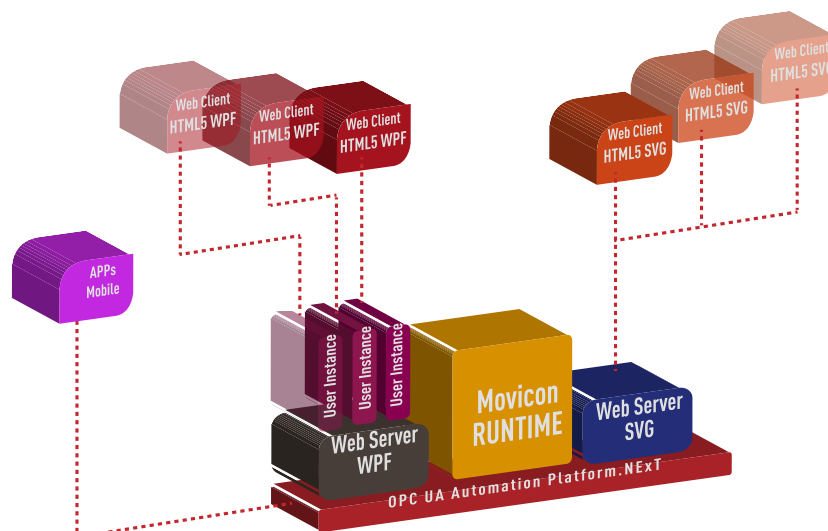 Web Client
HTML5 WPF
Web Client
HTML5 WPF
Web Client
HTML5 WPF
Web Client
HTML5 SVG
Web Client
HTML5 SVG
Web Client
HTML5 SVG
APPs
Mobile
User Instance
User Instance
User Instance
Movicon
RUNTIME
Web Server
WPF
Web Server
SVG
OPC UA Automation Platform.NExT